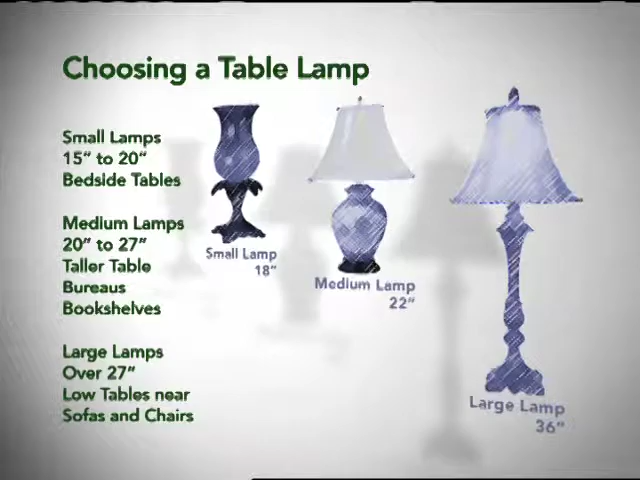 Choosing a Table Lamp
Small Lamps
15" to 20"
Bedside Tables
Medium Lamps
20" to 27"
Taller Table
Bureaus
Bookshelves
Large Lamps
Over 27"
Low Tables near
Sofas and Chairs
Small Lamp
18"
Medium Lamp
22"
Large Lamp
36"